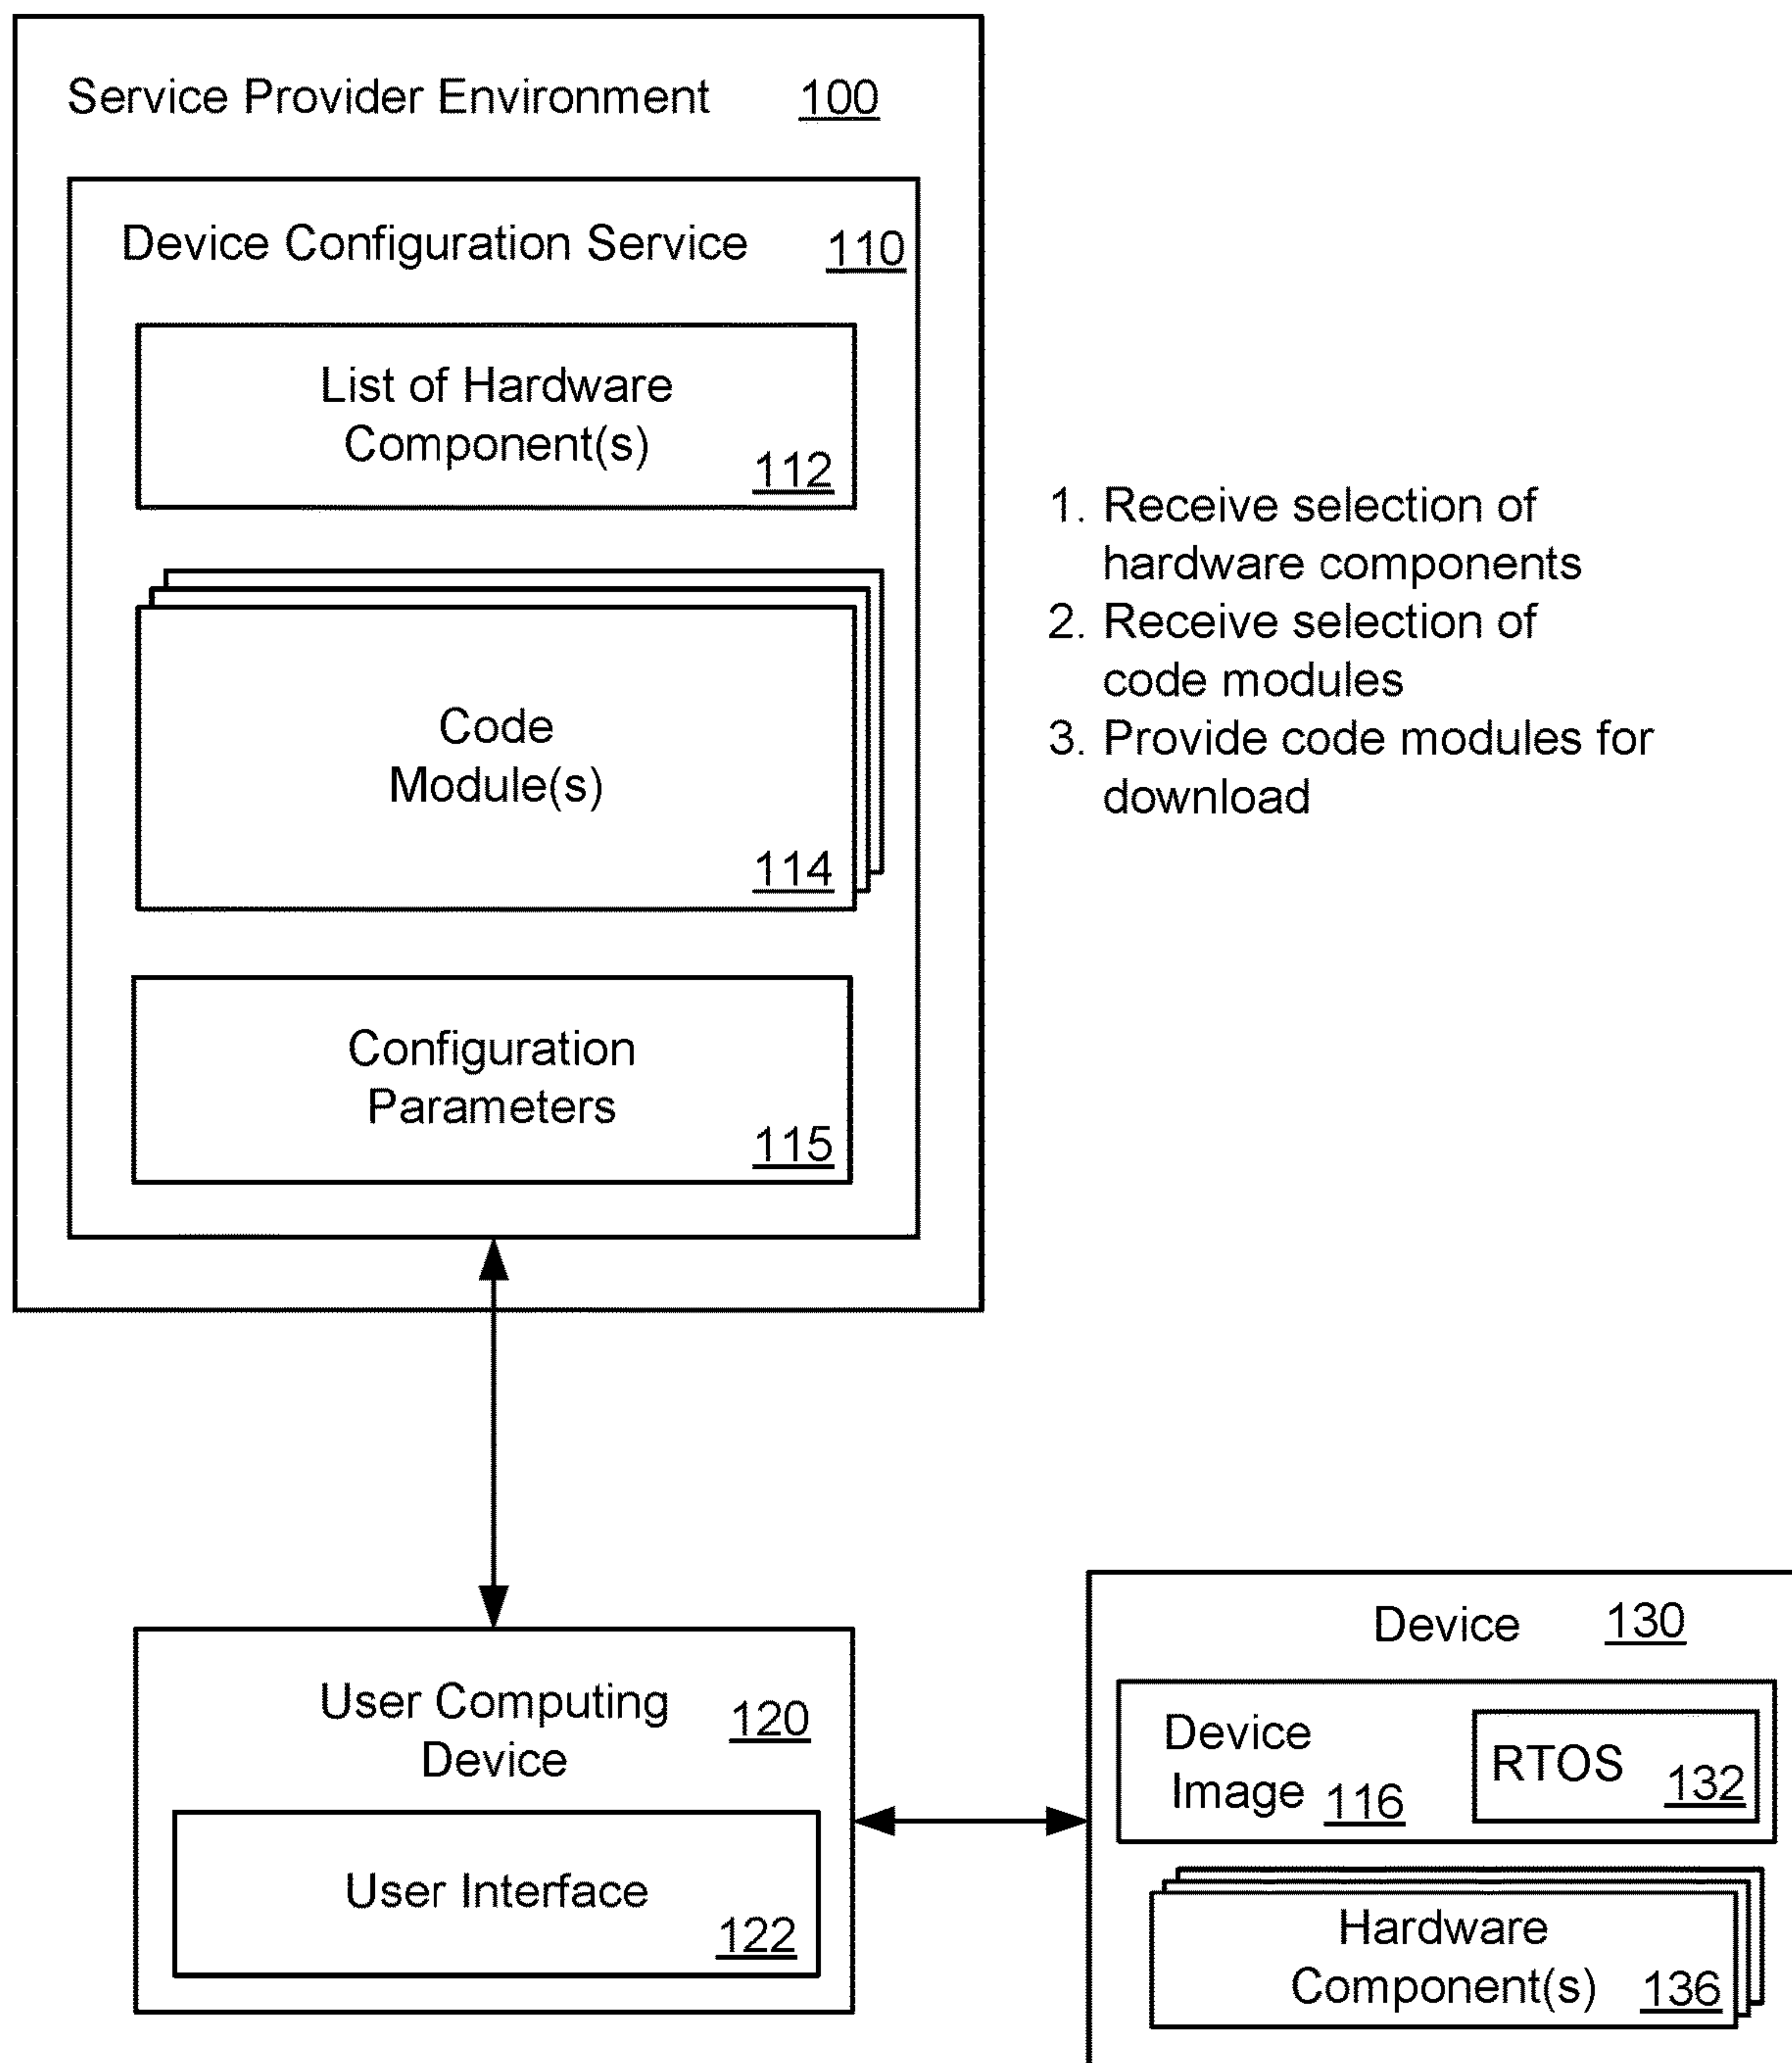 Service Provider Environment 100
Device Configuration Service 110
List of Hardware
Component(s)
112
Code
Module(s)
114
Configuration
Parameters
115
1. Receive selection of
hardware components
2. Receive selection of
code modules
3. Provide code modules for
download
User Computing
Device
120
User Interface
122
Device 130
Device
Image 116
RTOS 132
Hardware
Component(s) 136